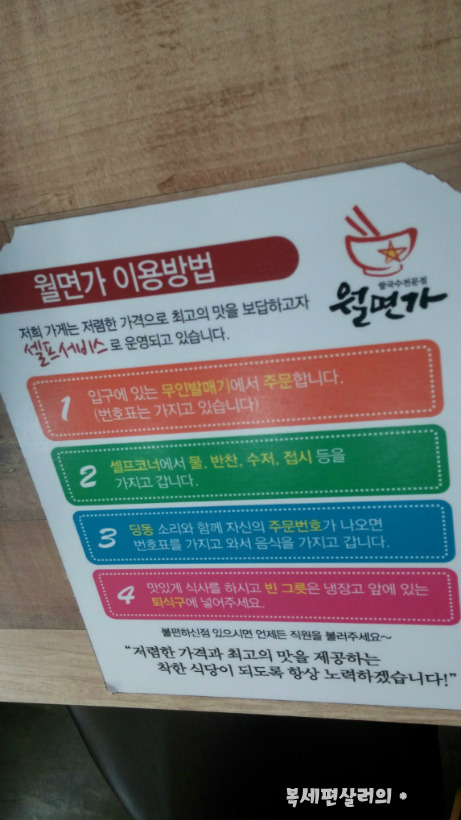 쌀국수전문점
월면가
월면가 이용방법
저희 가게는 저렴한 가격으로 최고의 맛을 보답하고자
셀프서비스로 운영되고 있습니다.
1 입구에 있는 무인발매기에서 주문합니다.
(번호표는 가지고 있습니다)
2 셀프코너에서 물, 반찬, 수저, 접시 등을
가지고 갑니다.
3 딩동 소리와 함께 자신의 주문번호가 나오면
번호표를 가지고 와서 음식을 가지고 갑니다.
4 맛있게 식사를 하시고 빈 그릇은 냉장고 앞에 있는
퇴식구에 넣어주세요.
불편하신점 있으시면 언제든 직원을 불러주세요~
“저렴한 가격과 최고의 맛을 제공하는
착한 식당이 되도록 항상 노력하겠습니다!”
복세편살러의 *